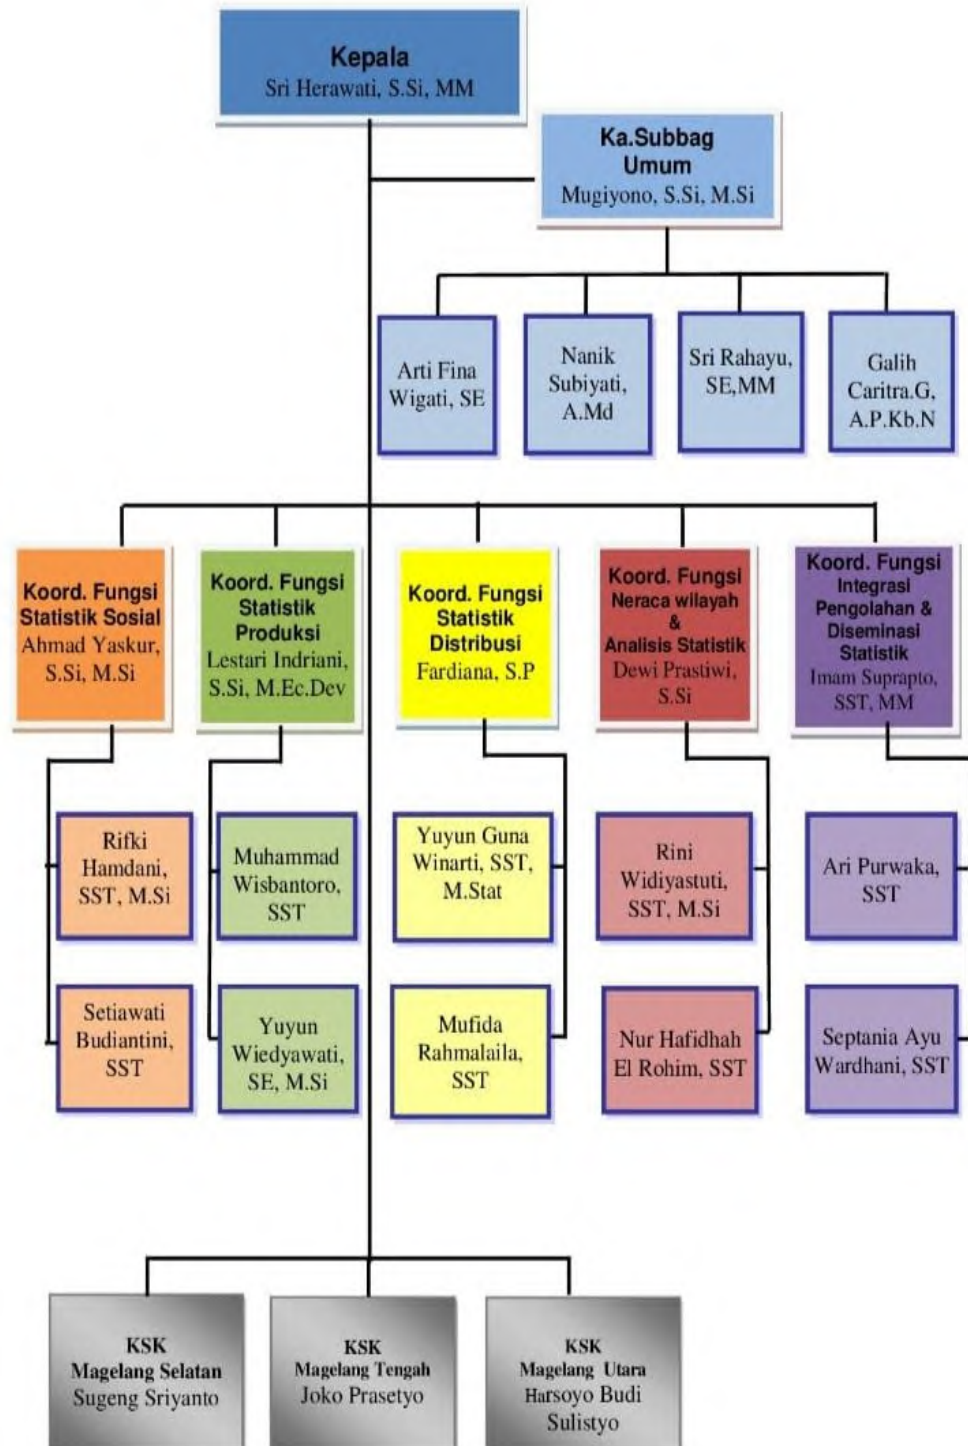 Kepala
Sri Herawati, S.Si, MM
Ka.Subbag
Umum
Mugiyono, S.Si, M.Si
Arti Fina
Wigati, SE
Nanik
Subiyati,
A.Md
Sri Rahayu,
SE,MM
Galih
Caritra.G,
A.P.Kb.N
Koord. Fungsi
Statistik Sosial
Ahmad Yaskur,
S.Si, M.Si
Koord. Fungsi
Statistik
Produksi
Lestari Indriani,
S.Si, M.Ec.Dev
Koord. Fungsi
Statistik
Distribusi
Fardiana, S.P
Koord. Fungsi
Neraca wilayah
&
Analisis Statistik
Dewi Prastiwi,
S.Si
Koord. Fungsi
Integrasi
Pengolahan &
Diseminasi
Statistik
Imam Suprapto,
SST, MM
Rifki
Hamdani,
SST, M.Si
Muhammad
Wisbantoro,
SST
Yuyun Guna
Winarti, SST,
M.Stat
Rini
Widiyastuti,
SST, M.Si
Ari Purwaka,
SST
Setiawati
Budiantini,
SST
Yuyun
Wiedyawati,
SE, M.Si
Mufida
Rahmalaila,
SST
Nur Hafidhah
El Rohim, SST
Septania Ayu
Wardhani, SST
KSK
Magelang Selatan
Sugeng Sriyanto
KSK
Magelang Tengah
Joko Prasetyo
KSK
Magelang Utara
Harsoyo Budi
Sulistyo